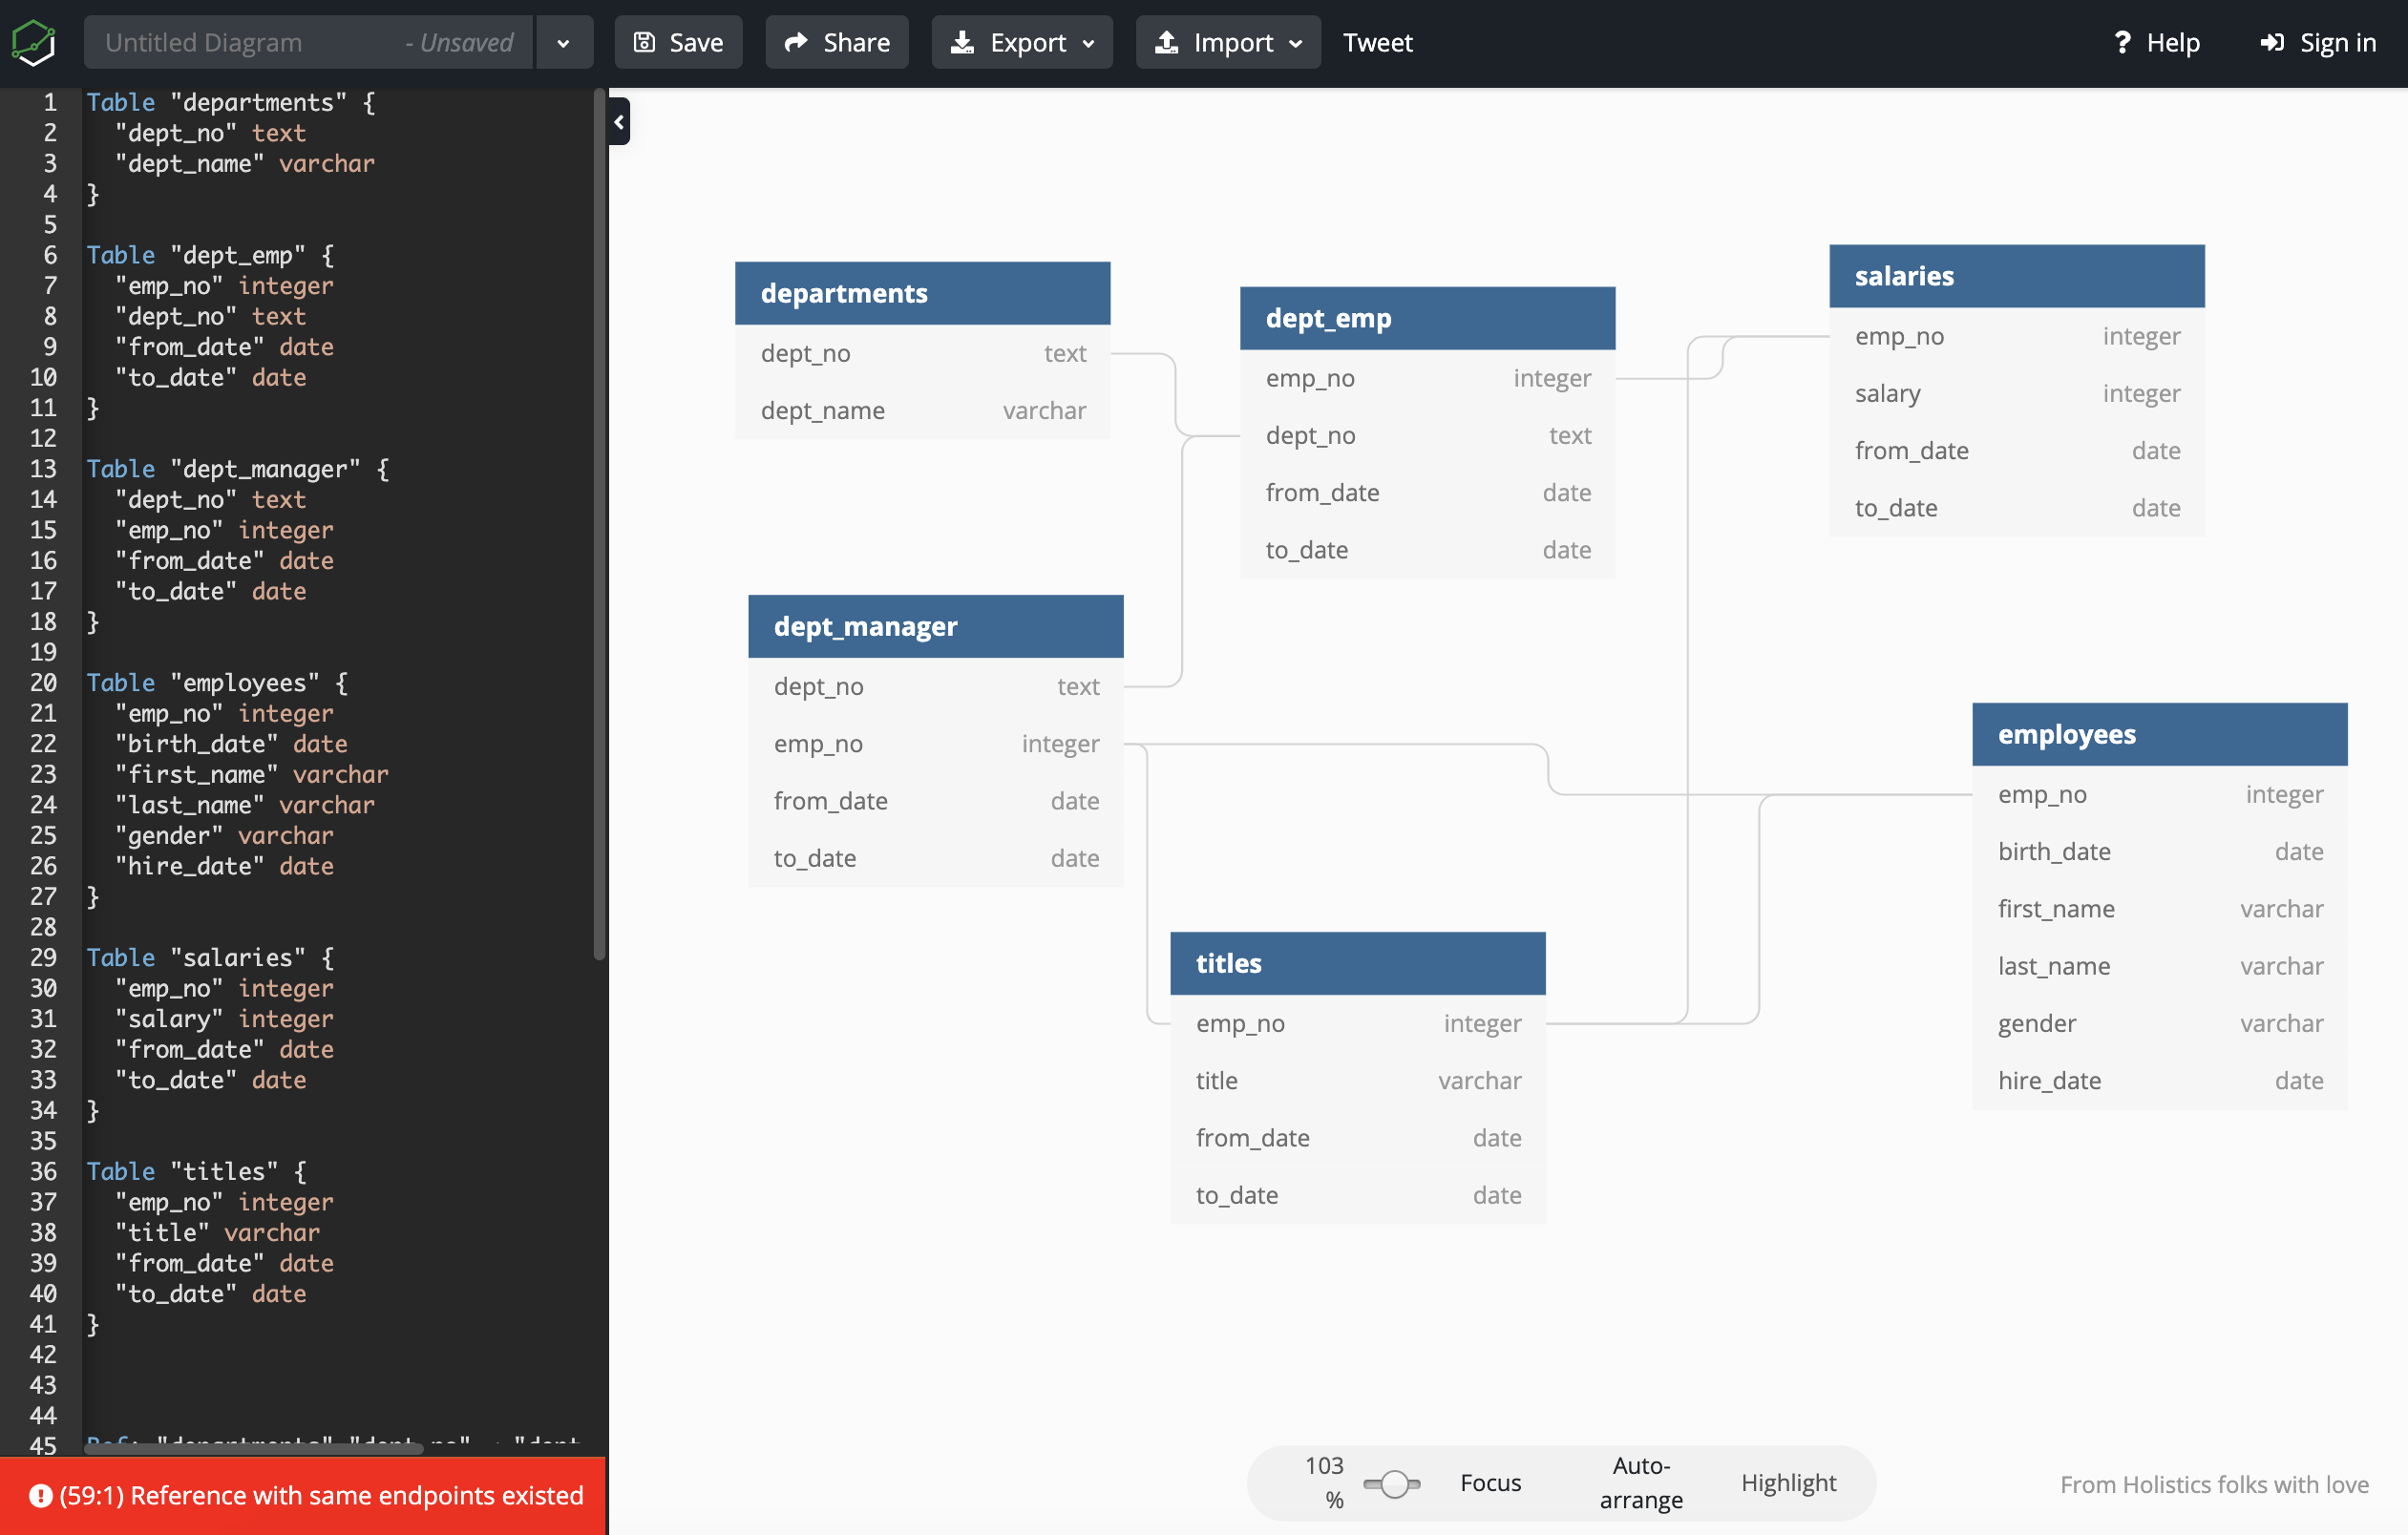 Untitled Diagram - Unsaved Save Share Export Import Tweet Help Sign in
1 Table "departments" {
2 "dept_no" text
3 "dept_name" varchar
4 }
5
6 Table "dept_emp" {
7 "emp_no" integer
8 "dept_no" text
9 "from_date" date
10 "to_date" date
11 }
12
13 Table "dept_manager" {
14 "dept_no" text
15 "emp_no" integer
16 "from_date" date
17 "to_date" date
18 }
19
20 Table "employees" {
21 "emp_no" integer
22 "birth_date" date
23 "first_name" varchar
24 "last_name" varchar
25 "gender" varchar
26 "hire_date" date
27 }
28
29 Table "salaries" {
30 "emp_no" integer
31 "salary" integer
32 "from_date" date
33 "to_date" date
34 }
35
36 Table "titles" {
37 "emp_no" integer
38 "title" varchar
39 "from_date" date
40 "to_date" date
41 }
42
43
44
45 Ref: "departments"."dept_no"
(59:1) Reference with same endpoints existed
departments
dept_no text
dept_name varchar
dept_emp
emp_no integer
dept_no text
from_date date
to_date date
salaries
emp_no integer
salary integer
from_date date
to_date date
dept_manager
dept_no text
emp_no integer
from_date date
to_date date
employees
emp_no integer
birth_date date
first_name varchar
last_name varchar
gender varchar
hire_date date
titles
emp_no integer
title varchar
from_date date
to_date date
103
%
Focus
Auto-
arrange
Highlight
From Holistics folks with love